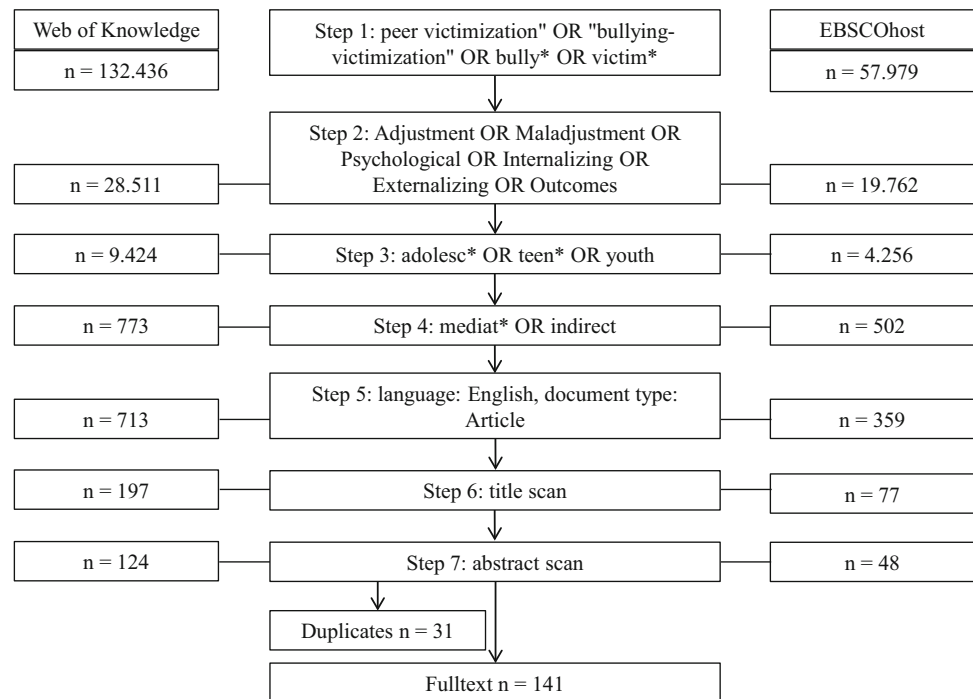 Web of Knowledge
n = 132.436
Step 1: peer victimization" OR "bullying-
victimization" OR bully* OR victim*
EBSCOhost
n = 57.979
Step 2: Adjustment OR Maladjustment OR
Psychological OR Internalizing OR
Externalizing OR Outcomes
n = 28.511
n = 19.762
n = 9.424
Step 3: adolesc* OR teen* OR youth
n = 4.256
n = 773
Step 4: mediat* OR indirect
n = 502
Step 5: language: English, document type:
Article
n = 713
n = 359
n = 197
Step 6: title scan
n = 77
n = 124
Step 7: abstract scan
n = 48
Duplicates n = 31
Fulltext n = 141